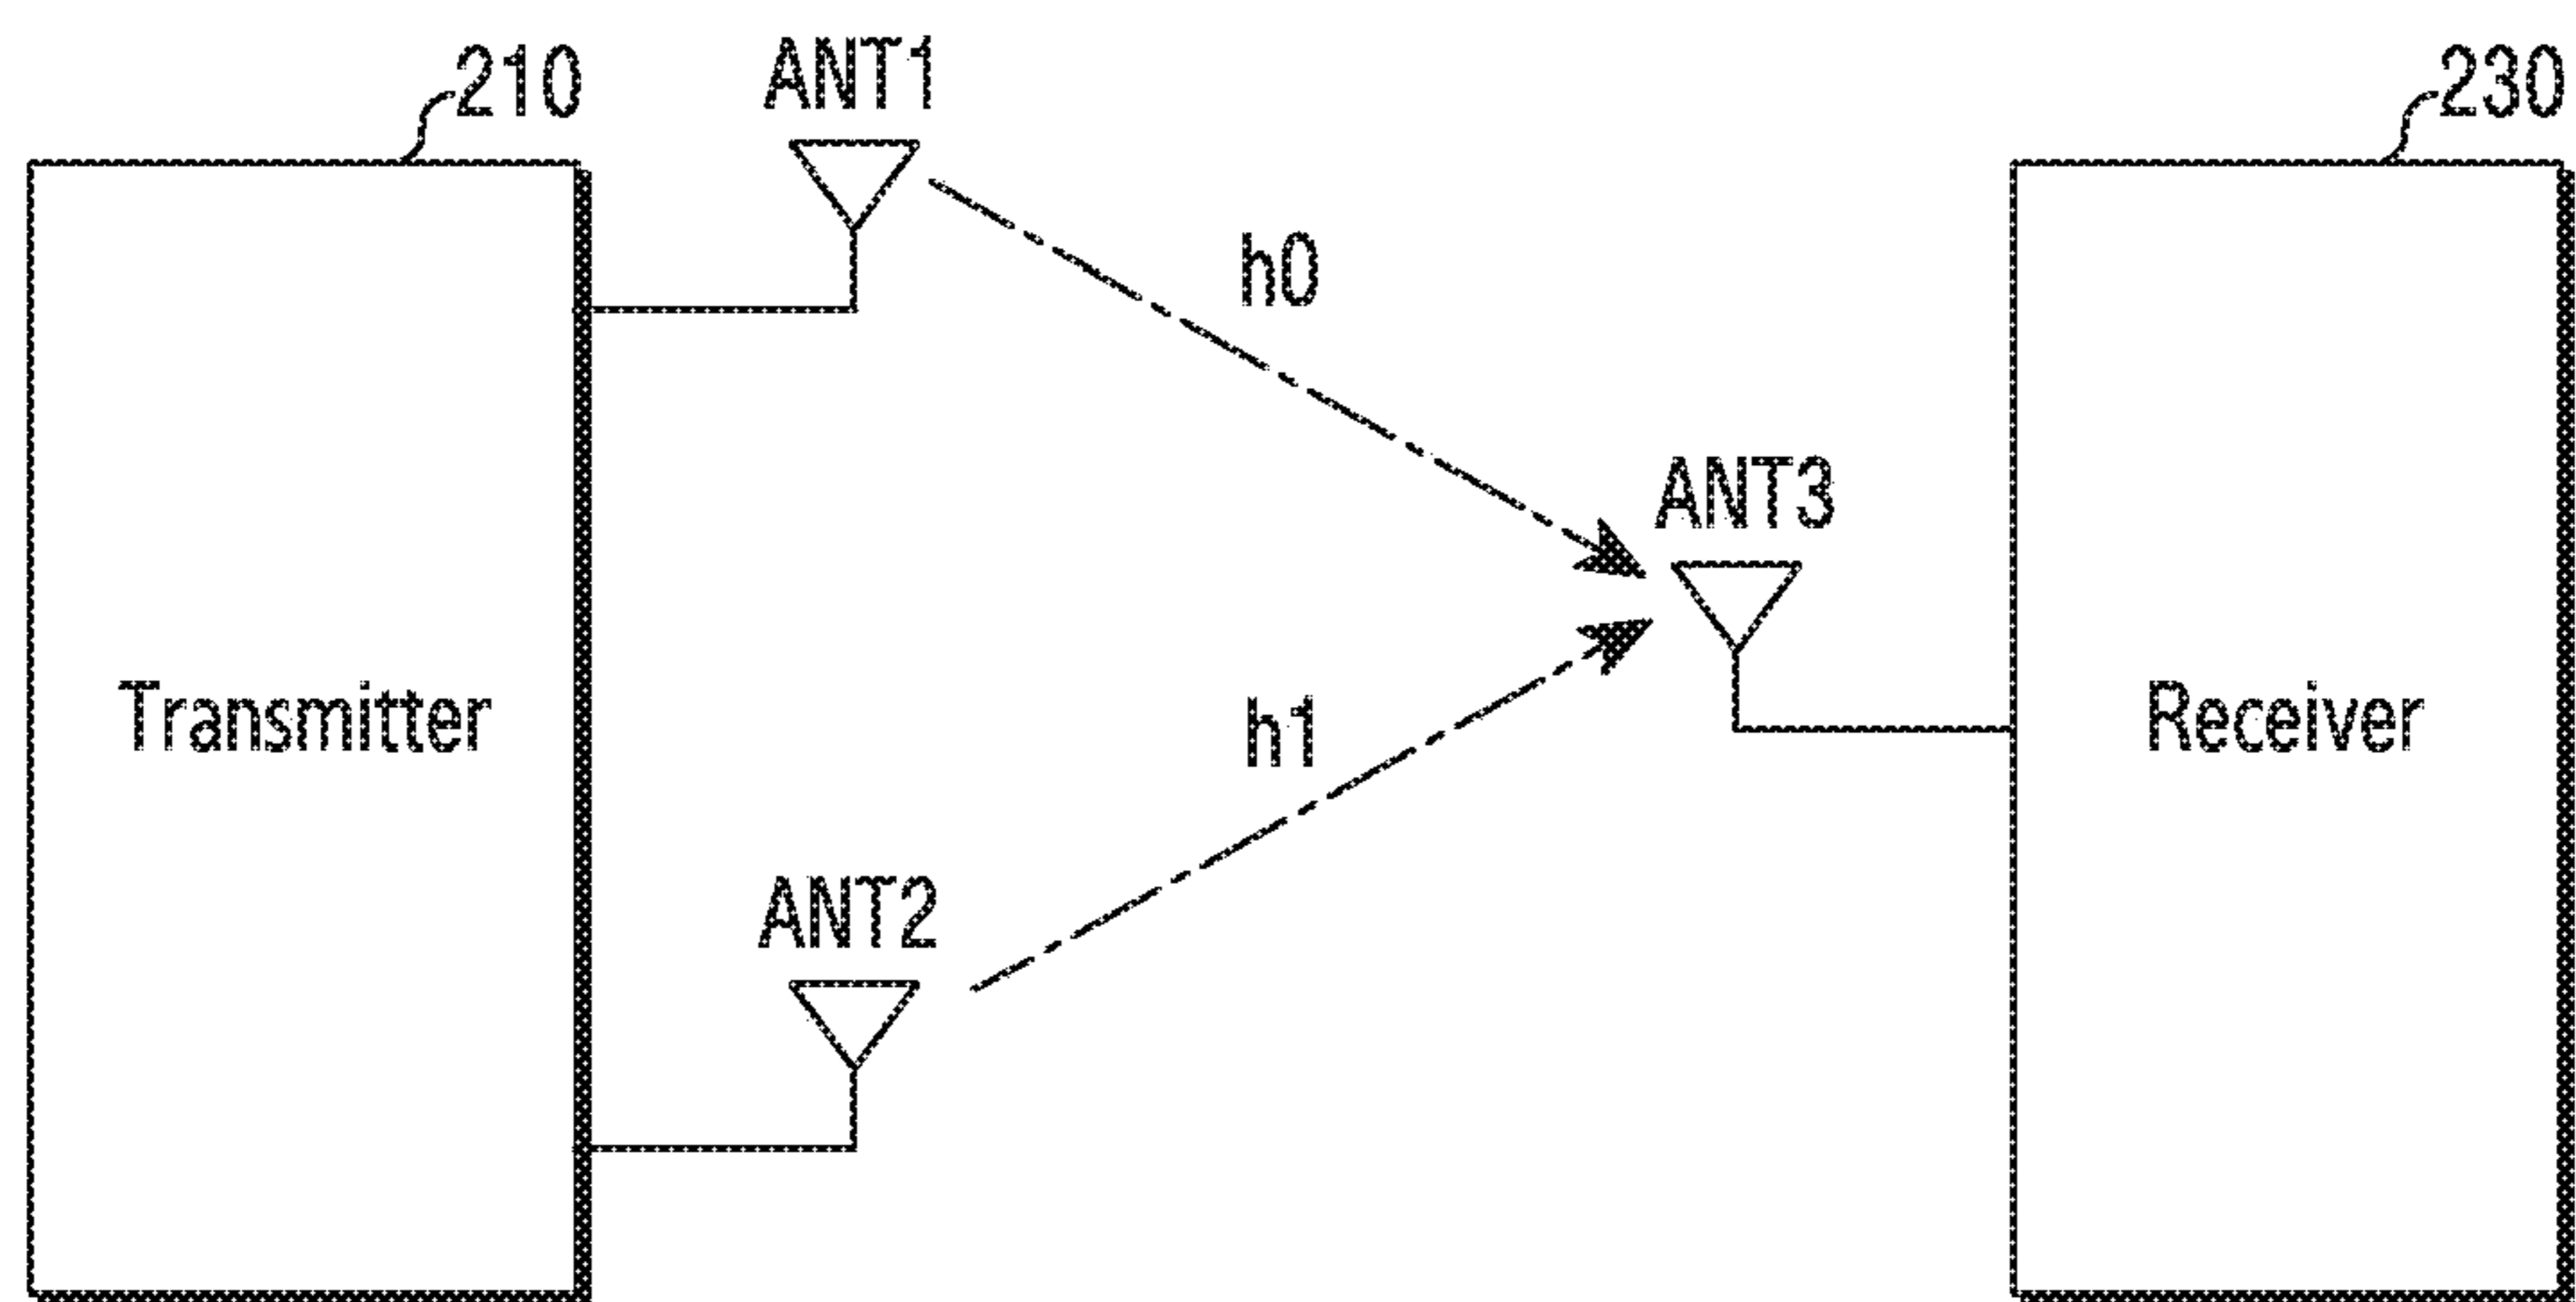 210
ANT1
230
h0
ANT3
Transmitter
h1
Receiver
ANT2